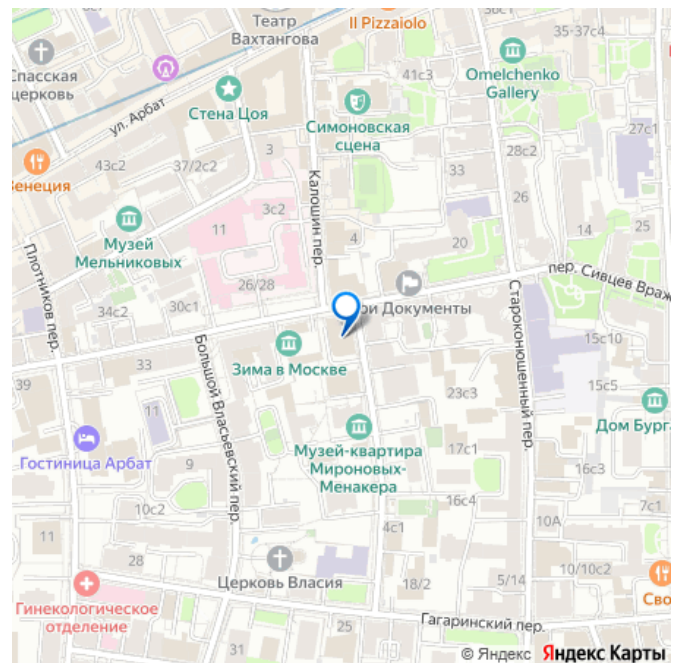 Театр
Вахтангова
Il Pizzaiolo
36с1
35-37с4
Спасская
церковь
ул. Арбат
Стена Цоя
41с3
Omelchenko
Gallery
Симоновская
сцена
27с1
28с2
Венеция
43с2
37/2с2
3
Калошин пер.
33
26
3с2
Музей
Мельниковых
11
4
20
14
25
Плотников пер.
26/28
пер. Сивцев Враж
34с2
30с1
Документы
Староконюшенный пер.
15с10
33
Зима в Москве
39
Большой Власьевский пер.
23с3
15с5
11
Дом Бурга
Музей-квартира
Мироновых-
Менакера
17с1
Гостиница Арбат
9
16с3
16с4
7с1
10с2
4с1
10А
11
28
Церковь Власия
18/2
5/14
10/10с2
Сво
Гинекологическое
отделение
Гагаринский пер.
25
31
© Яндекс Яндекс Карты